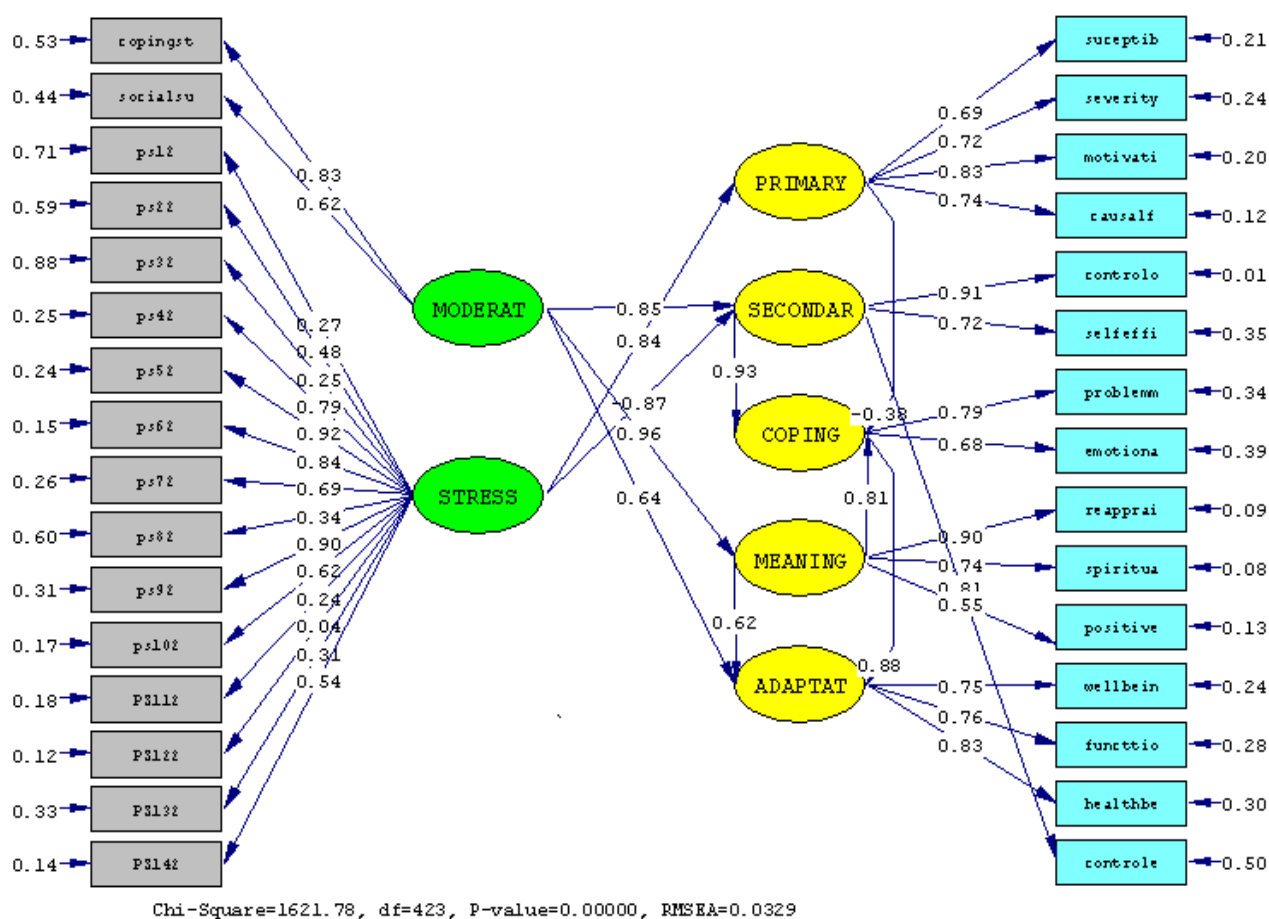 0.53 copingst
0.44 socialsu
0.71 ps12
0.59 ps22
0.88 ps32
0.25 ps42
0.24 ps52
0.15 ps62
0.26 ps72
0.60 ps82
0.31 ps92
0.17 ps102
0.18 PS112
0.12 PS122
0.33 PS132
0.14 PS142
0.83
0.62
0.27
0.48
0.25
0.79
0.92
0.84
0.69
0.34
0.90
0.62
0.24
0.04
0.31
0.54
MODERAT
STRESS
0.85
0.84
-0.87
0.96
0.64
PRIMARY
SECONDAR
0.93
COPING
-0.38
0.81
MEANING
0.62
0.88
ADAPTAT
0.69
0.72
0.83
0.74
0.91
0.72
0.79
0.68
0.90
0.74
0.81
0.55
0.75
0.76
0.83
suceptib 0.21
severity 0.24
motivati 0.20
causalf 0.12
controlo 0.01
selfeffi 0.35
problemm 0.34
emotiona 0.39
reapprai 0.09
spiritua 0.08
positive 0.13
wellbein 0.24
functtio 0.28
healthbe 0.30
controle 0.50
Chi-Square=1621.78, df=423, P-value=0.00000, RMSEA=0.0329